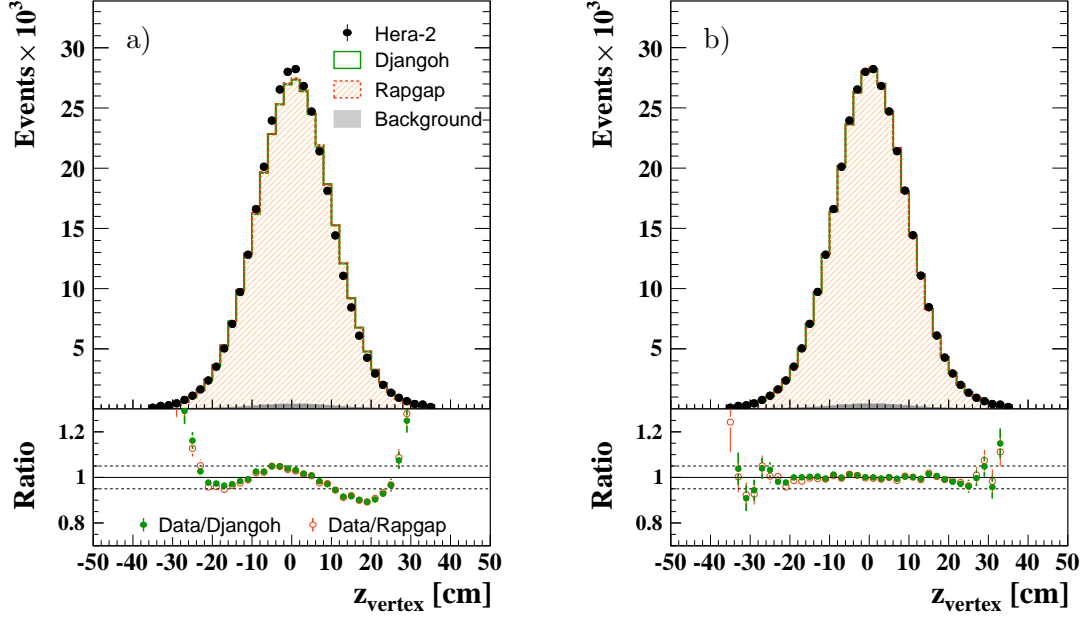 a)
Events × 10³
30
25
20
15
10
5
Hera-2
Djangoh
Rapgap
Background
Ratio
1.2
1
0.8
Data/Djangoh
Data/Rapgap
-50 -40 -30 -20 -10 0 10 20 30 40 50
z_vertex [cm]
b)
Events × 10³
30
25
20
15
10
5
Ratio
1.2
1
0.8
-50 -40 -30 -20 -10 0 10 20 30 40 50
z_vertex [cm]